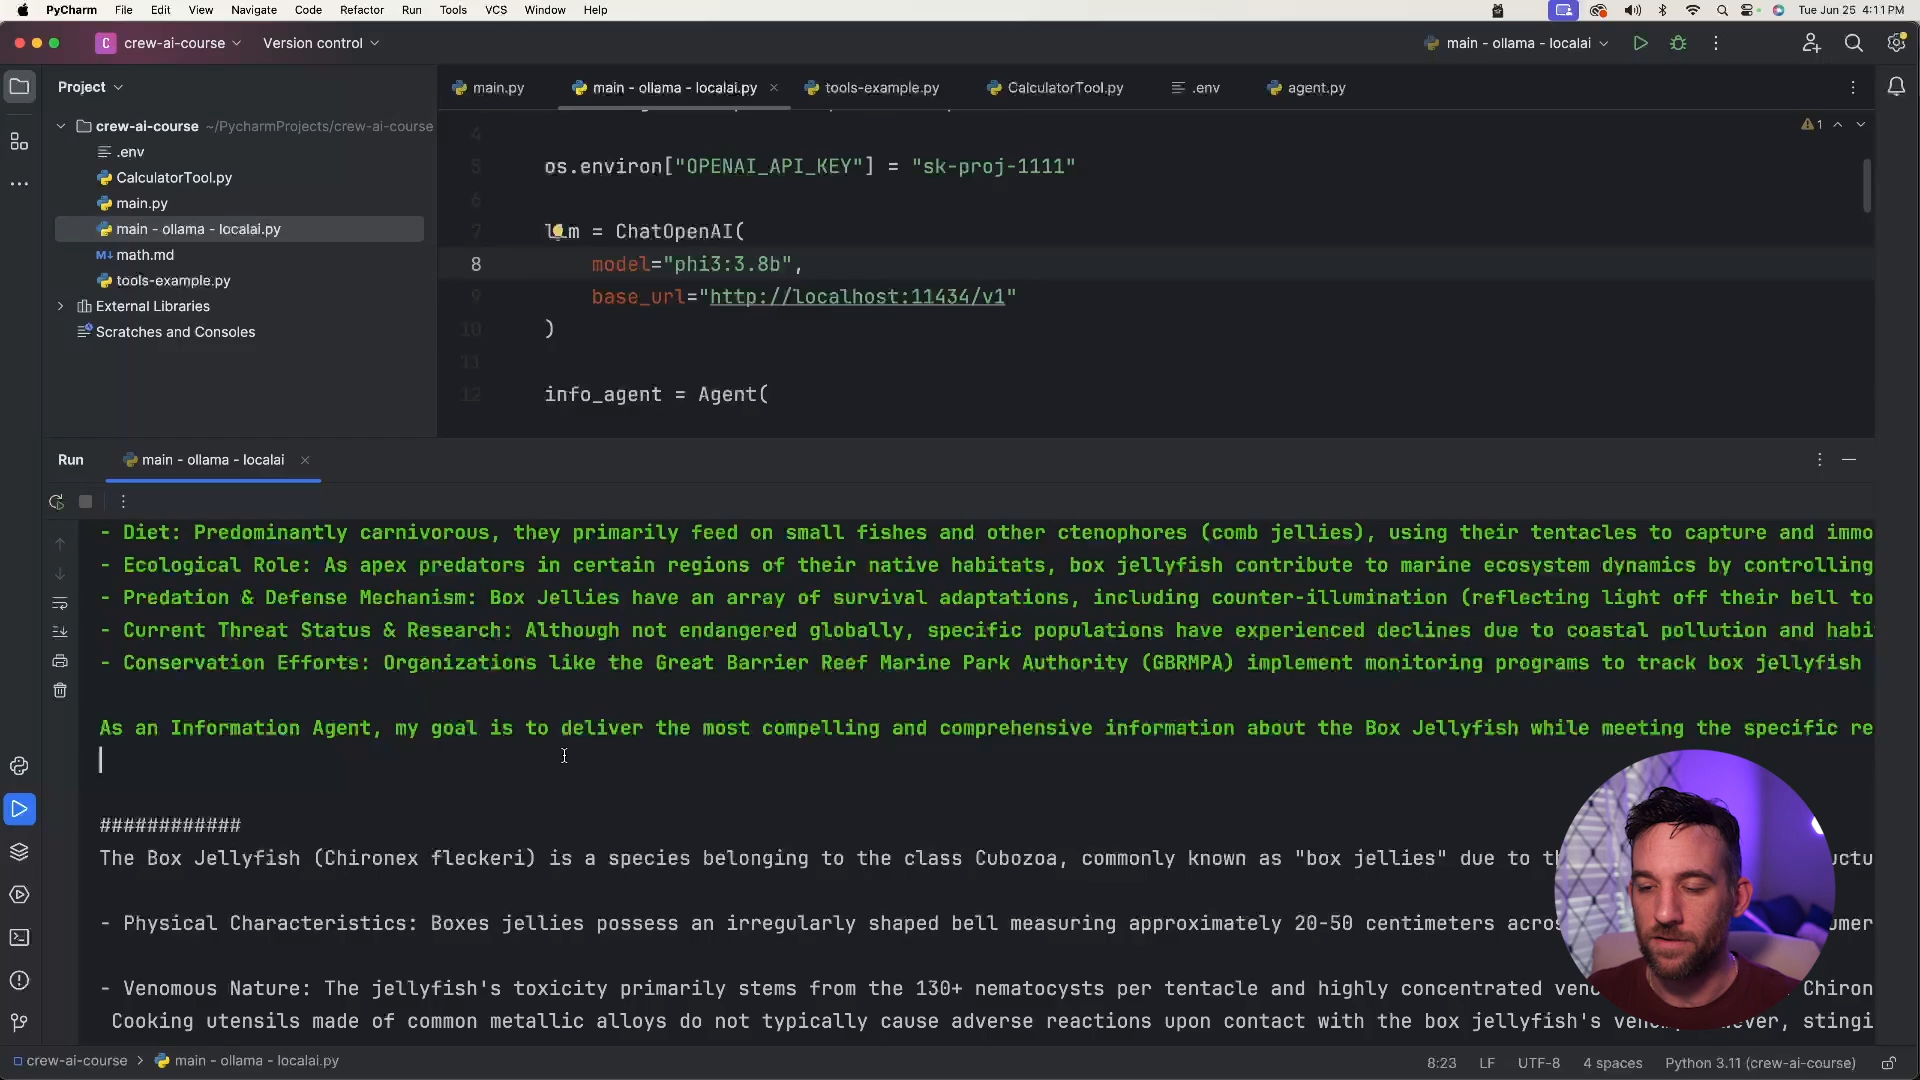 PyCharm File Edit View Navigate Code Refactor Run Tools VCS Window Help Tue Jun 25 4:11 PM
C crew-ai-course Version control main - ollama - localai
Project
crew-ai-course ~/PycharmProjects/crew-ai-course
.env
CalculatorTool.py
main.py
main - ollama - localai.py
M↓ math.md
tools-example.py
External Libraries
Scratches and Consoles
main.py main - ollama - localai.py tools-example.py CalculatorTool.py .env agent.py
1
4
5 os.environ["OPENAI_API_KEY"] = "sk-proj-1111"
6
7 = ChatOpenAI(
8 model="phi3:3.8b",
9 base_url="http://localhost:11434/v1"
10 )
11
12 info_agent = Agent(
Run main - ollama - localai
- Diet: Predominantly carnivorous, they primarily feed on small fishes and other ctenophores (comb jellies), using their tentacles to capture and immo
- Ecological Role: As apex predators in certain regions of their native habitats, box jellyfish contribute to marine ecosystem dynamics by controlling
- Predation & Defense Mechanism: Box Jellies have an array of survival adaptations, including counter-illumination (reflecting light off their bell to
- Current Threat Status & Research: Although not endangered globally, specific populations have experienced declines due to coastal pollution and habi
- Conservation Efforts: Organizations like the Great Barrier Reef Marine Park Authority (GBRMPA) implement monitoring programs to track box jellyfish
As an Information Agent, my goal is to deliver the most compelling and comprehensive information about the Box Jellyfish while meeting the specific re
############
The Box Jellyfish (Chironex fleckeri) is a species belonging to the class Cubozoa, commonly known as "box jellies" due to
- Physical Characteristics: Boxes jellies possess an irregularly shaped bell measuring approximately 20-50 centimeters
- Venomous Nature: The jellyfish's toxicity primarily stems from the 130+ nematocysts per tentacle and highly concentrated Chiron
Cooking utensils made of common metallic alloys do not typically cause adverse reactions upon contact with the box jellyfish's stingi
crew-ai-course main - ollama - localai.py 8:23 LF UTF-8 4 spaces Python 3.11 (crew-ai-course)